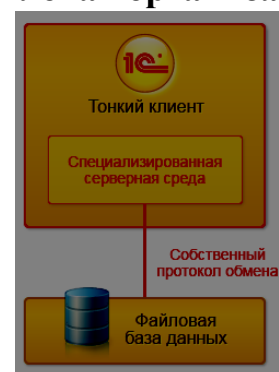 1С
Тонкий клиент
Специализированная
серверная среда
Собственный
протокол обмена
Файловая
база данных